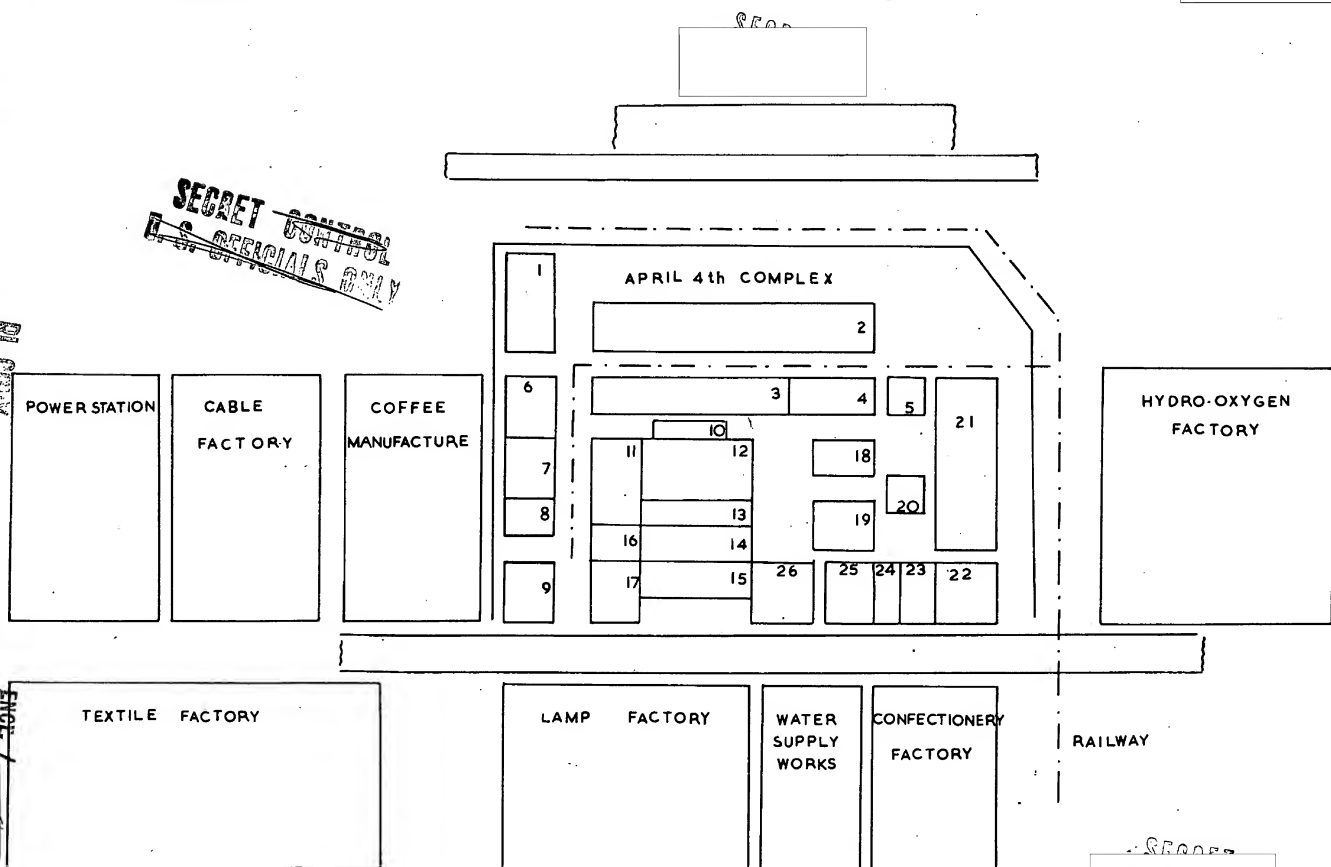 SECRET CONTROL
U.S. OFFICIALS ONLY
APRIL 4th COMPLEX
1
2
3
4
5
6
7
8
9
10
11
12
13
14
15
16
17
18
19
20
21
22
23
24
25
26
POWER STATION
CABLE
FACTORY
COFFEE
MANUFACTURE
HYDRO-OXYGEN
FACTORY
TEXTILE FACTORY
LAMP FACTORY
WATER
SUPPLY
WORKS
CONFECTIONERY
FACTORY
RAILWAY
SECRET